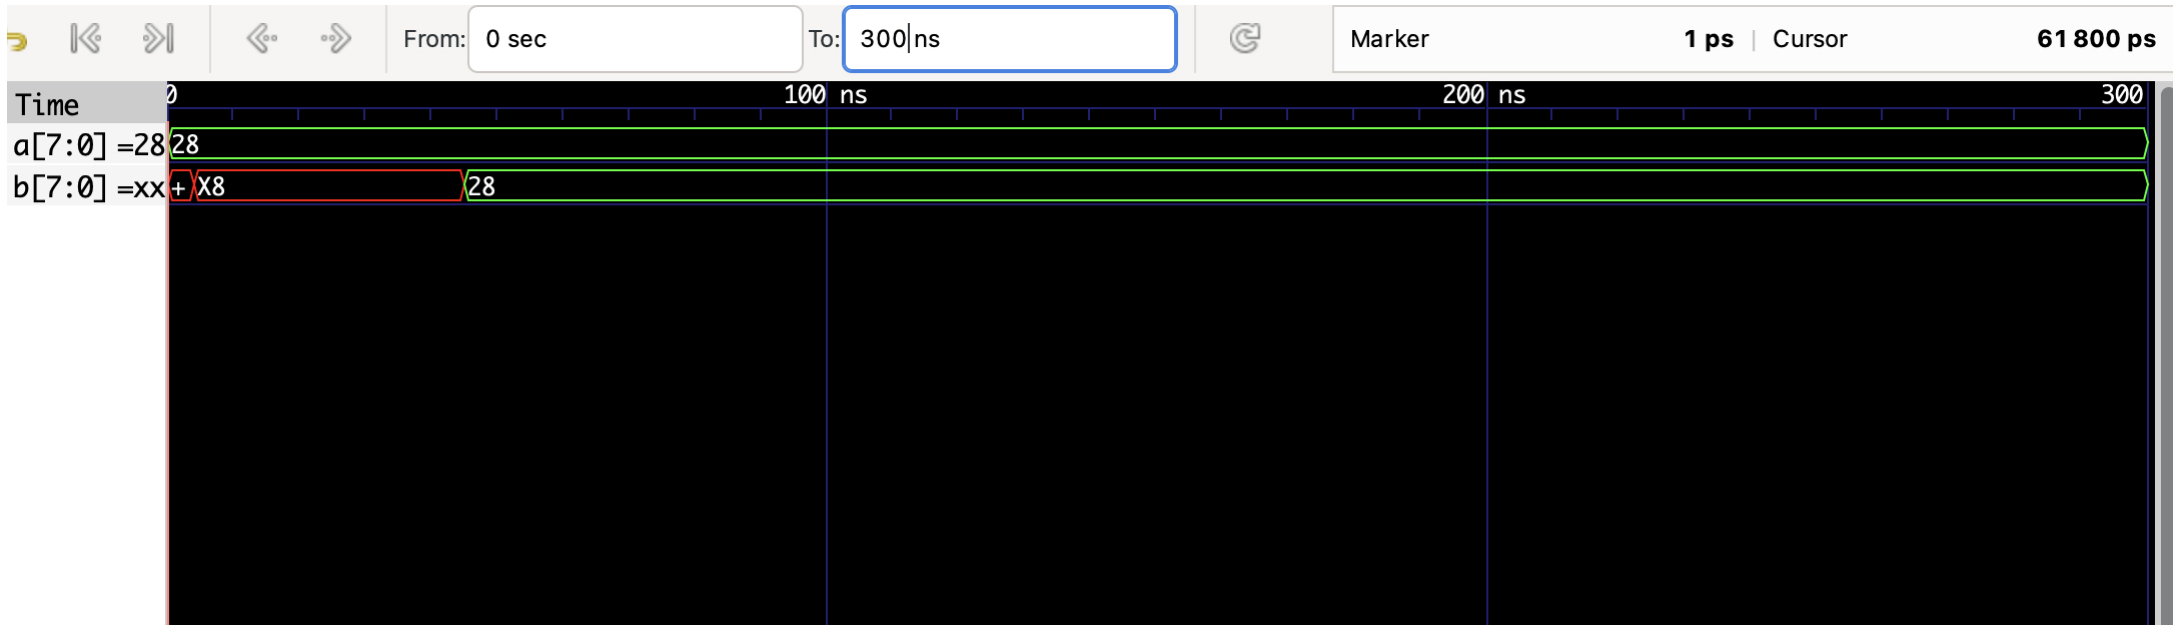 From: 0 sec To: 300 ns Marker 1 ps | Cursor 61 800 ps
Time 0 100 ns 200 ns 300
a[7:0] =28 28
b[7:0] =xx + X8 28